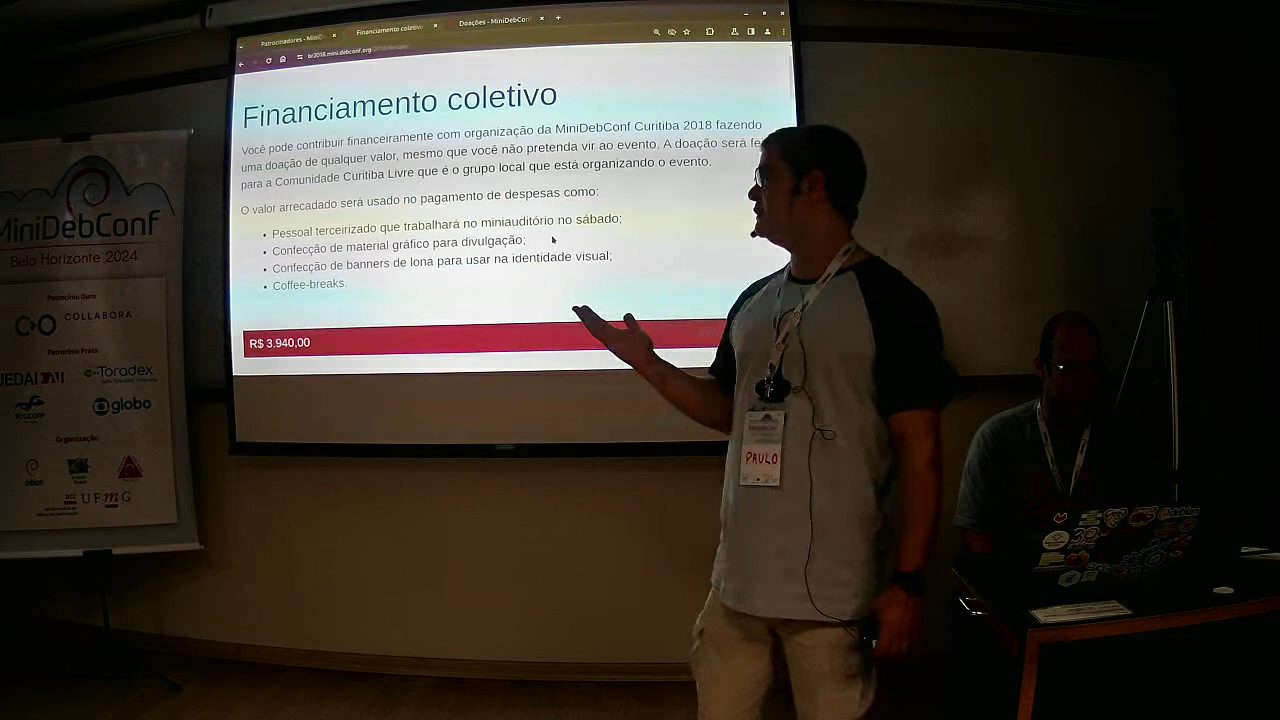 Patrocinadores - Mini
Financiamento coletivo
Doações - MiniDebCon
br2018.mini.debconf.org
Financiamento coletivo
Você pode contribuir financeiramente com organização da MiniDebConf Curitiba 2018 fazendo
uma doação de qualquer valor, mesmo que você não pretenda vir ao evento. A doação será fe
para a Comunidade Curitiba Livre que é o grupo local que está organizando o evento.
O valor arrecadado será usado no pagamento de despesas como:
• Pessoal terceirizado que trabalhará no miniauditório no sábado;
• Confecção de material gráfico para divulgação;
• Confecção de banners de lona para usar na identidade visual;
• Coffee-breaks.
R$ 3.940,00
MiniDebConf
Belo Horizonte 2024
Patrocínio Ouro
COLLABORA
Patrocínio Prata
Toradex
POLICORP
globo
Organização
debian
DCC
UFMG
PAULO